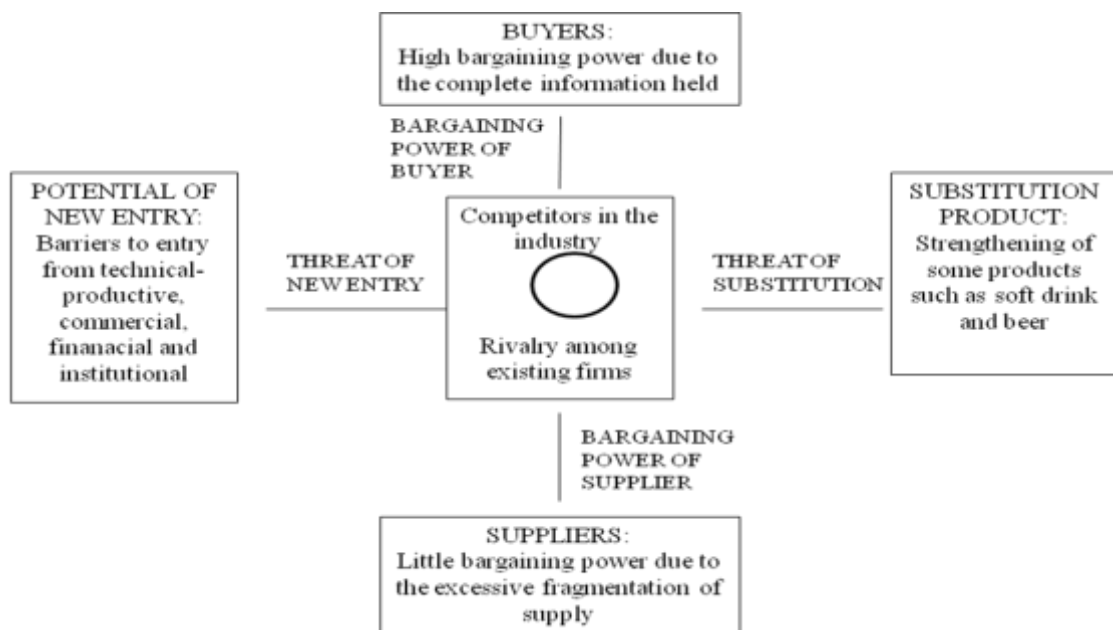 BUYERS:
High bargaining power due to
the complete information held
BARGAINING
POWER OF
BUYER
POTENTIAL OF
NEW ENTRY:
Barriers to entry
from technical-
productive,
commercial,
finanacial and
institutional
THREAT OF
NEW ENTRY
Competitors in the
industry
Rivalry among
existing firms
THREAT OF
SUBSTITUTION
SUBSTITUTION
PRODUCT:
Strengthening of
some products
such as soft drink
and beer
BARGAINING
POWER OF
SUPPLIER
SUPPLIERS:
Little bargaining power due to
the excessive fragmentation of
supply